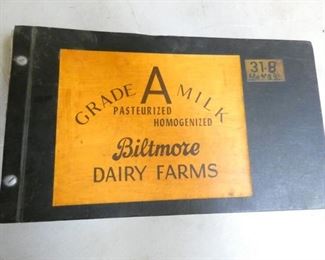 GRADE A MILK
PASTEURIZED
HOMOGENIZED
Biltmore
DAIRY FARMS
31-8